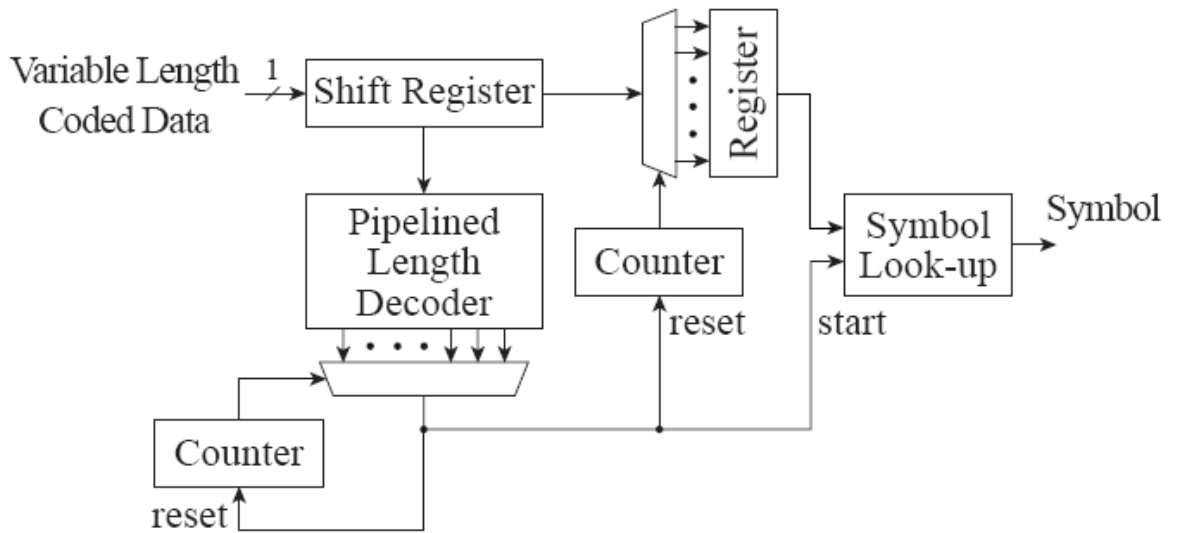 Variable Length
Coded Data
1
Shift Register
Register
Pipelined
Length
Decoder
Counter
reset
Symbol
Look-up
Symbol
start
Counter
reset